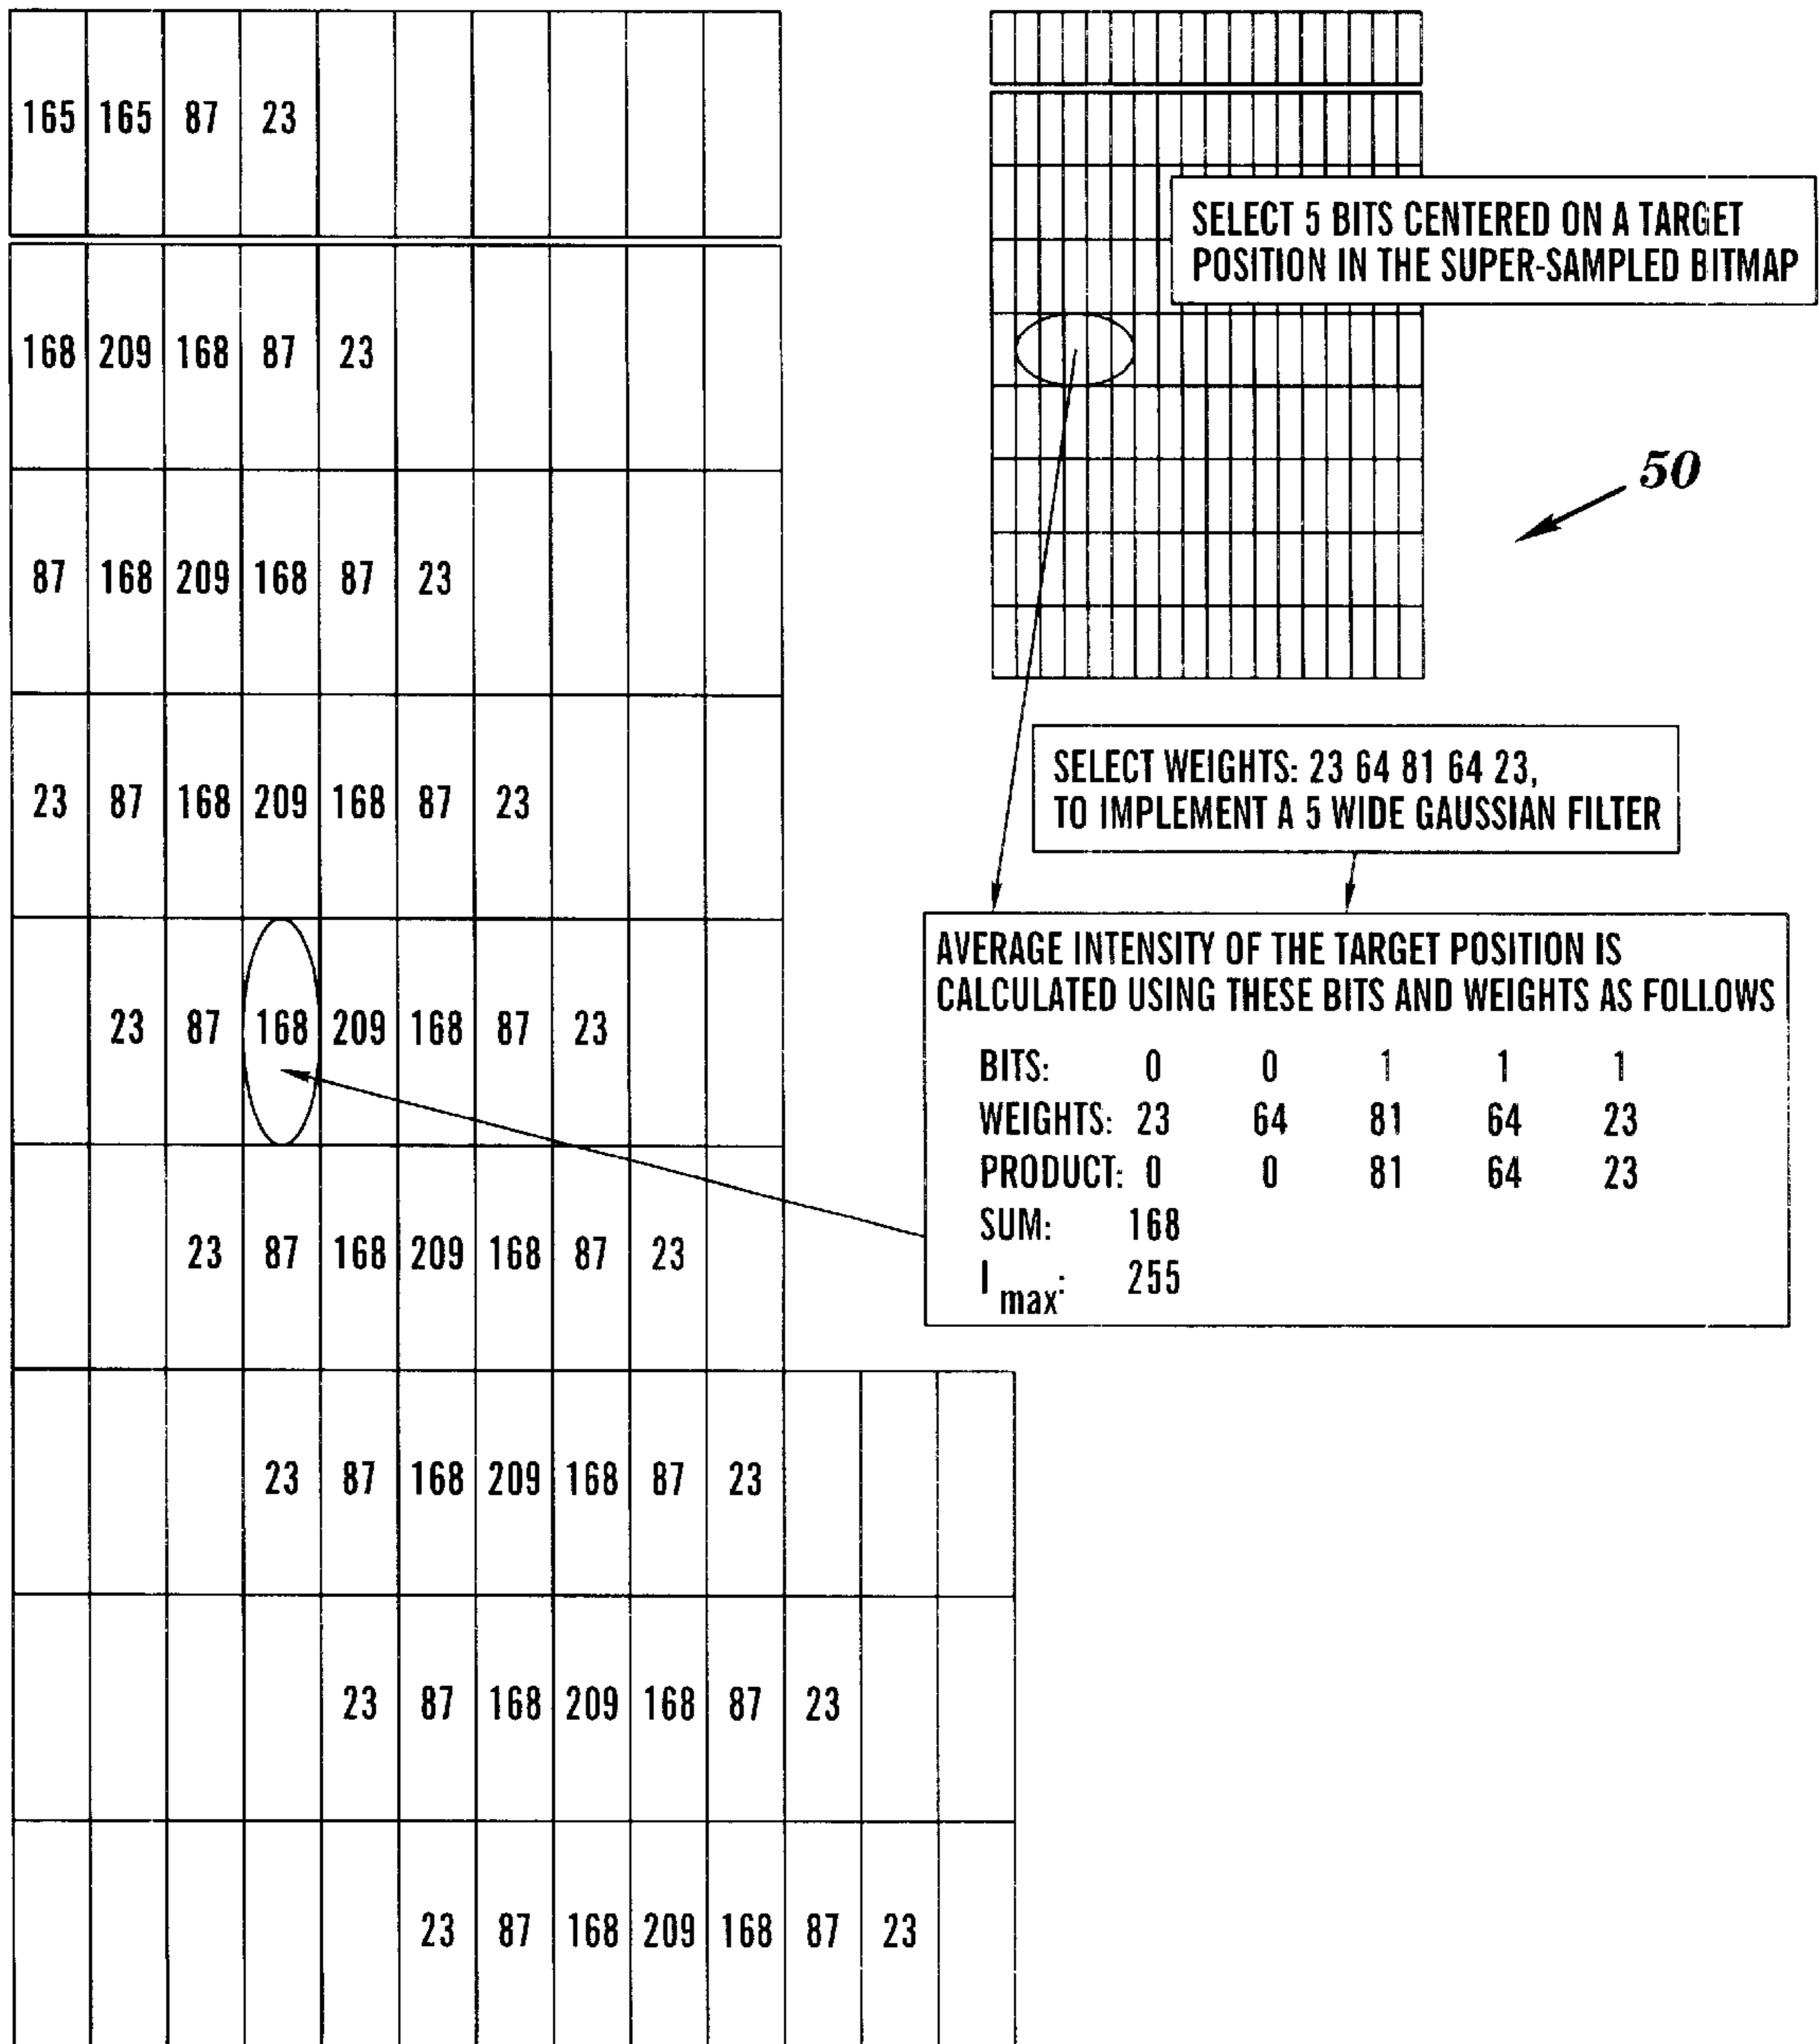 165 165 87 23
168 209 168 87 23
87 168 209 168 87 23
23 87 168 209 168 87 23
23 87 168 209 168 87 23
23 87 168 209 168 87 23
23 87 168 209 168 87 23
23 87 168 209 168 87 23
23 87 168 209 168 87 23
SELECT 5 BITS CENTERED ON A TARGET
POSITION IN THE SUPER-SAMPLED BITMAP
50
SELECT WEIGHTS: 23 64 81 64 23,
TO IMPLEMENT A 5 WIDE GAUSSIAN FILTER
AVERAGE INTENSITY OF THE TARGET POSITION IS
CALCULATED USING THESE BITS AND WEIGHTS AS FOLLOWS
BITS: 0 0 1 1 1
WEIGHTS: 23 64 81 64 23
PRODUCT: 0 0 81 64 23
SUM: 168
I max: 255